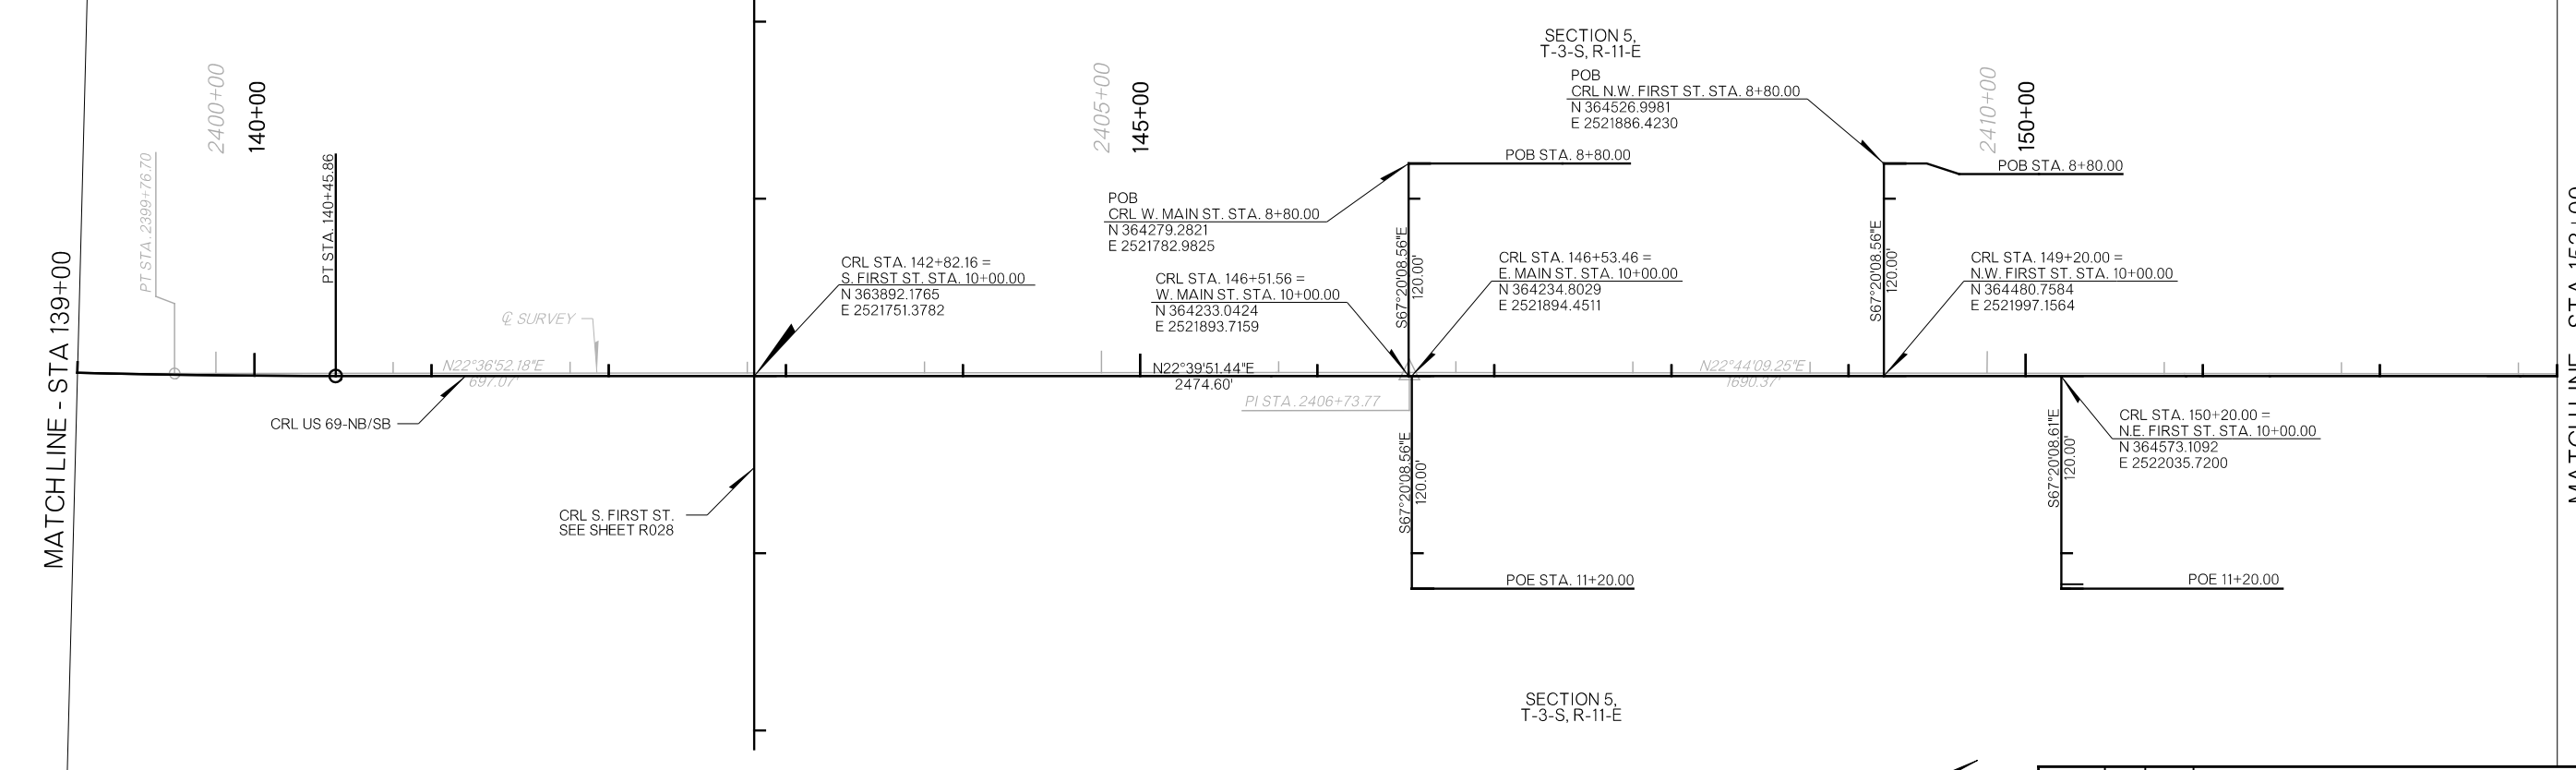 SECTION 5,
T-3-S, R-11-E
2400+00
140+00
2405+00
145+00
2410+00
150+00
POB
CRL N.W. FIRST ST. STA. 8+80.00
N 364526.9981
E 2521886.4230
PT STA. 2399+76.70
PT STA. 140+45.86
POB STA. 8+80.00
POB STA. 8+80.00
POB
CRL W. MAIN ST. STA. 8+80.00
N 364279.2821
E 2521782.9825
MATCH LINE - STA 139+00
CRL STA. 142+82.16 =
S. FIRST ST. STA. 10+00.00
N 363892.1765
E 2521751.3782
CRL STA. 146+51.56 =
W. MAIN ST. STA. 10+00.00
N 364233.0424
E 2521893.7159
S67°20'08.56"E
120.00'
CRL STA. 146+53.46 =
E. MAIN ST. STA. 10+00.00
N 364234.8029
E 2521894.4511
S67°20'08.56"E
120.00'
CRL STA. 149+20.00 =
N.W. FIRST ST. STA. 10+00.00
N 364480.7584
E 2521997.1564
℄ SURVEY
N22°36'52.18"E
697.07'
N22°39'51.44"E
2474.60'
N22°44'09.25"E
1690.37'
PI STA. 2406+73.77
CRL US 69-NB/SB
CRL STA. 150+20.00 =
N.E. FIRST ST. STA. 10+00.00
N 364573.1092
E 2522035.7200
S67°20'08.56"E
120.00'
S67°20'08.61"E
120.00'
CRL S. FIRST ST.
SEE SHEET R028
POE STA. 11+20.00
POE 11+20.00
SECTION 5,
T-3-S, R-11-E